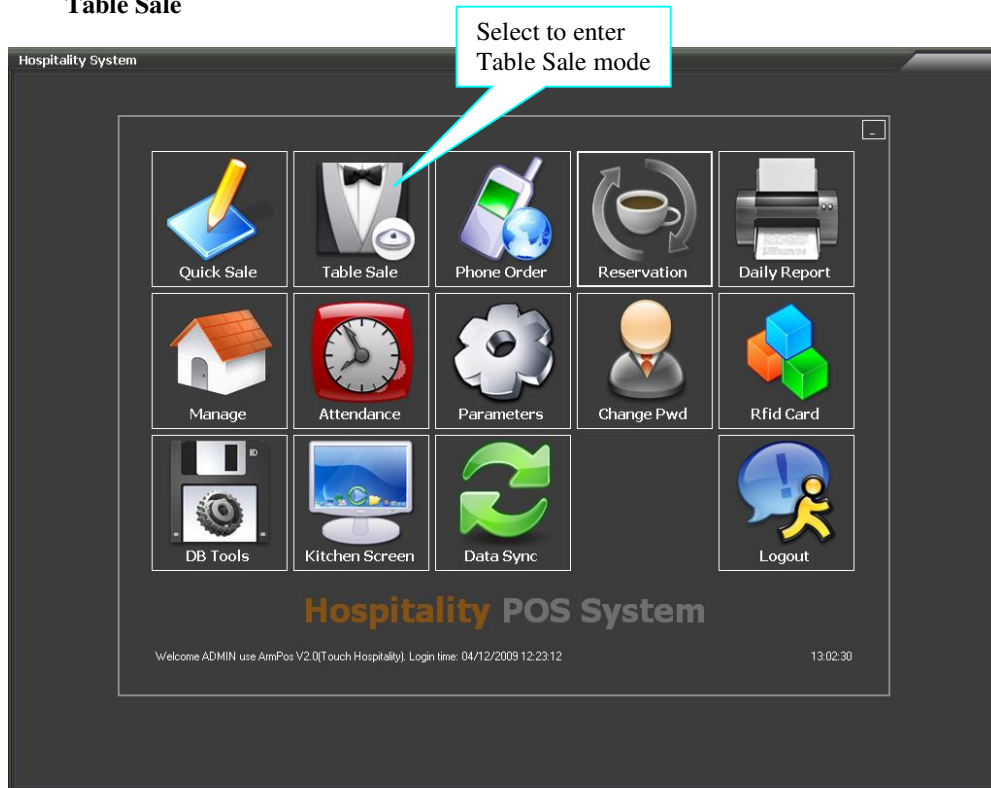 Table Sale
Select to enter
Table Sale mode
Hospitality System
Quick Sale
Table Sale
Phone Order
Reservation
Daily Report
Manage
Attendance
Parameters
Change Pwd
Rfid Card
DB Tools
Kitchen Screen
Data Sync
Logout
Hospitality POS System
Welcome ADMIN use ArmPos V2.0(Touch Hospitality). Login time: 04/12/2009 12:23:12
13:02:30